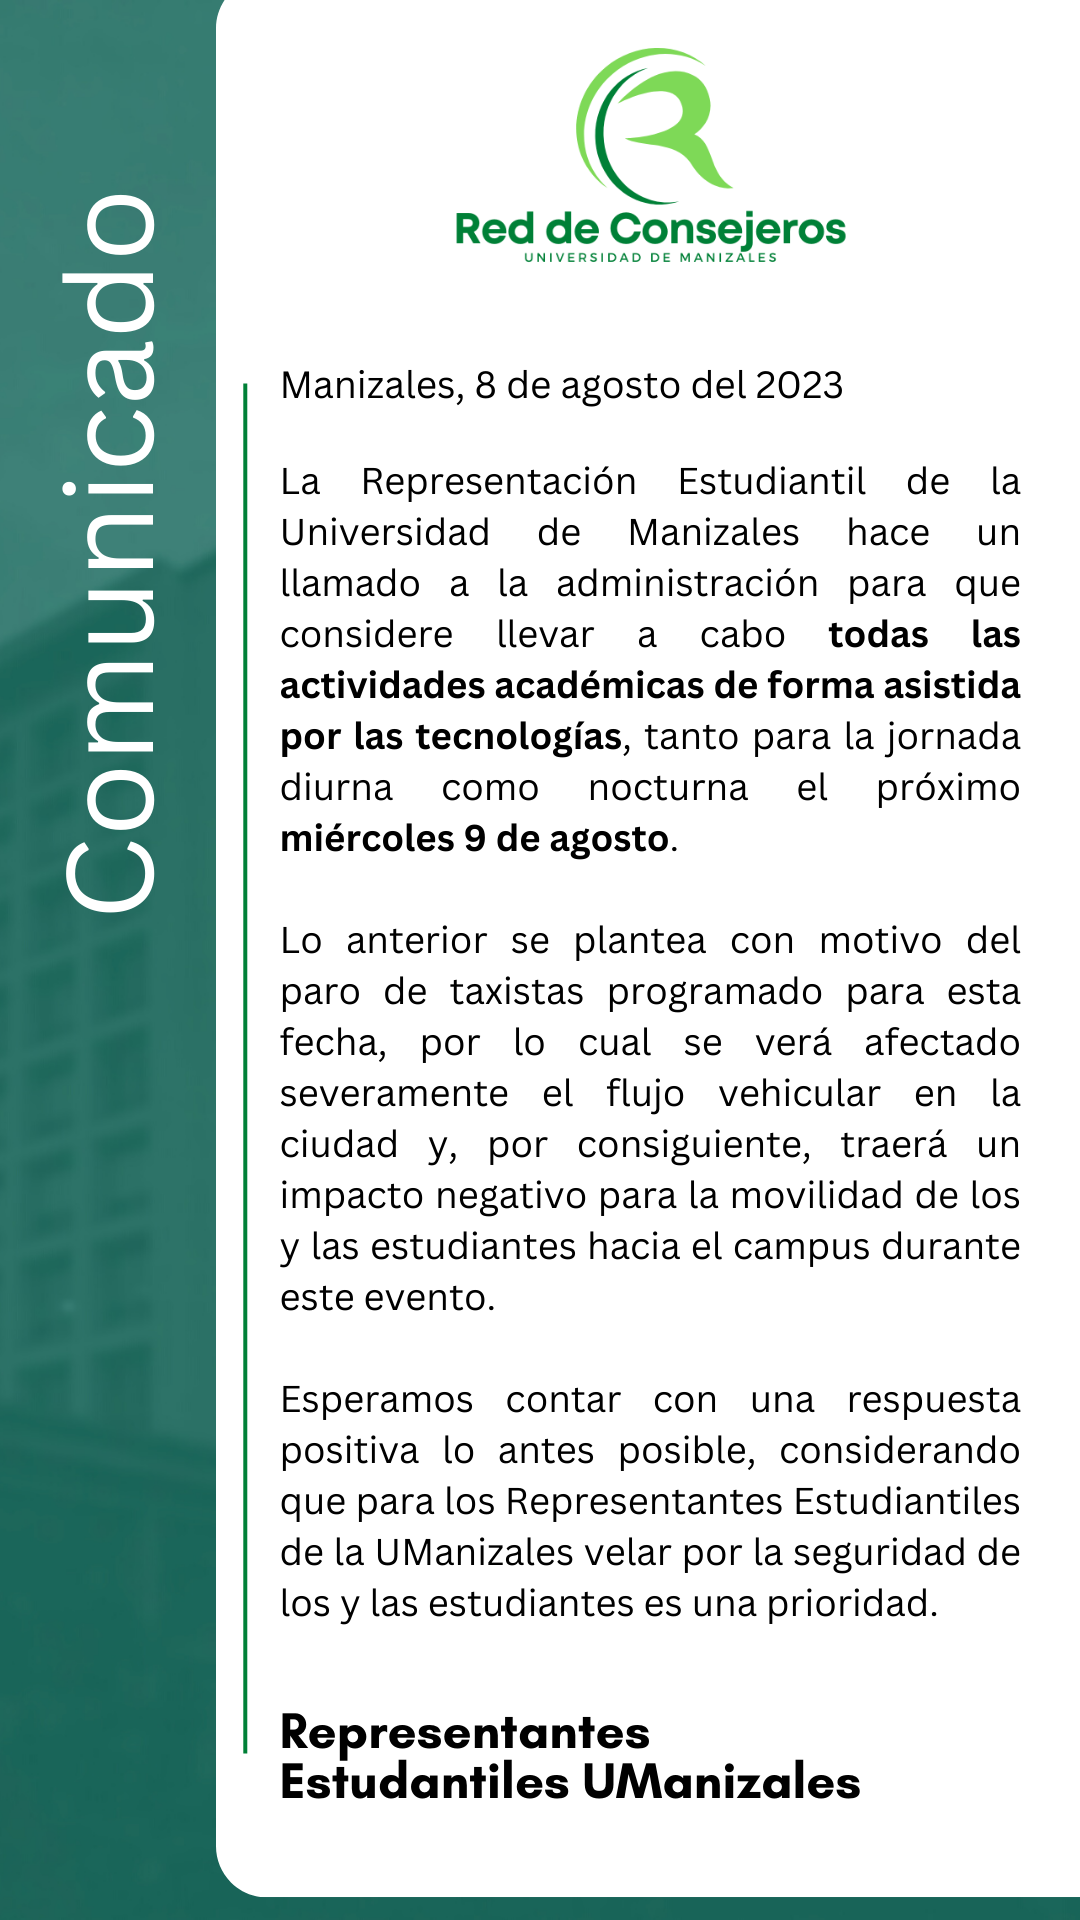 Comunicado
Red de Consejeros
UNIVERSIDAD DE MANIZALES
Manizales, 8 de agosto del 2023
La Representación Estudiantil de la
Universidad de Manizales hace un
llamado a la administración para que
considere llevar a cabo todas las
actividades académicas de forma asistida
por las tecnologías, tanto para la jornada
diurna como nocturna el próximo
miércoles 9 de agosto.
Lo anterior se plantea con motivo del
paro de taxistas programado para esta
fecha, por lo cual se verá afectado
severamente el flujo vehicular en la
ciudad y, por consiguiente, traerá un
impacto negativo para la movilidad de los
y las estudiantes hacia el campus durante
este evento.
Esperamos contar con una respuesta
positiva lo antes posible, considerando
que para los Representantes Estudiantiles
de la UManizales velar por la seguridad de
los y las estudiantes es una prioridad.
Representantes
Estudantiles UManizales